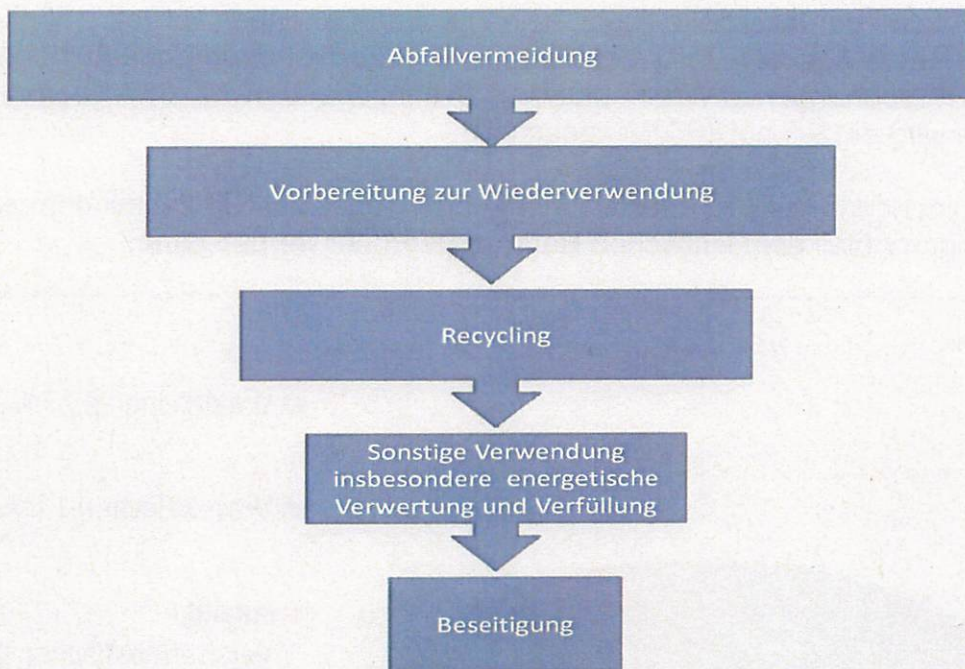 Abfallvermeidung
Vorbereitung zur Wiederverwendung
Recycling
Sonstige Verwendung
insbesondere energetische
Verwertung und Verfüllung
Beseitigung